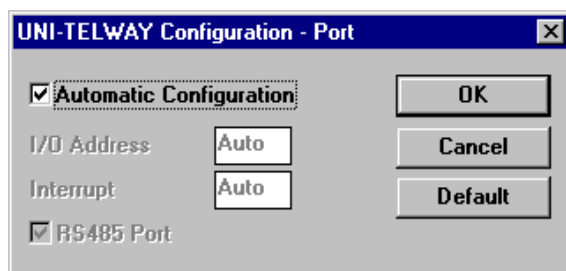 UNI-TELWAY Configuration - Port
Automatic Configuration
OK
I/O Address Auto
Cancel
Interrupt Auto
Default
RS485 Port